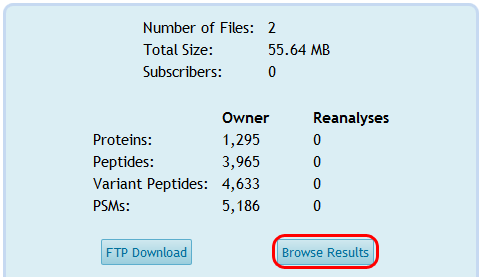 Number of Files: 2
Total Size: 55.64 MB
Subscribers: 0
Owner Reanalyses
Proteins: 1,295 0
Peptides: 3,965 0
Variant Peptides: 4,633 0
PSMs: 5,186 0
FTP Download Browse Results